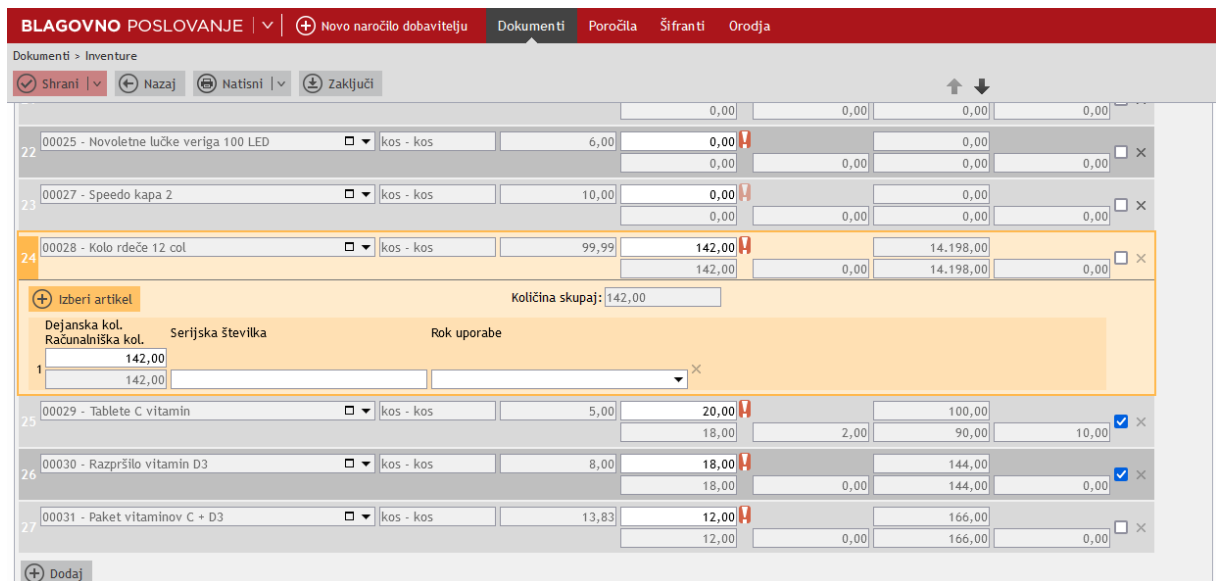 BLAGOVNO POSLOVANJE Novo naročilo dobavitelju Dokumenti Poročila Šifranti Orodja
Dokumenti > Inventure
Shrani Nazaj Natisni Zaključi
0,00 0,00 0,00 0,00
22 00025 - Novoletne lučke veriga 100 LED kos - kos 6,00 0,00 0,00
0,00 0,00 0,00 0,00
23 00027 - Speedo kapa 2 kos - kos 10,00 0,00 0,00
0,00 0,00 0,00 0,00
24 00028 - Kolo rdeče 12 col kos - kos 99,99 142,00 14.198,00
142,00 0,00 14.198,00 0,00
Izberi artikel Količina skupaj: 142,00
Dejanska kol.
Računalniška kol. Serijska številka Rok uporabe
1 142,00
142,00
25 00029 - Tablete C vitamin kos - kos 5,00 20,00 100,00
18,00 2,00 90,00 10,00
26 00030 - Razpršilo vitamin D3 kos - kos 8,00 18,00 144,00
18,00 0,00 144,00 0,00
27 00031 - Paket vitaminov C + D3 kos - kos 13,83 12,00 166,00
12,00 0,00 166,00 0,00
Dodaj